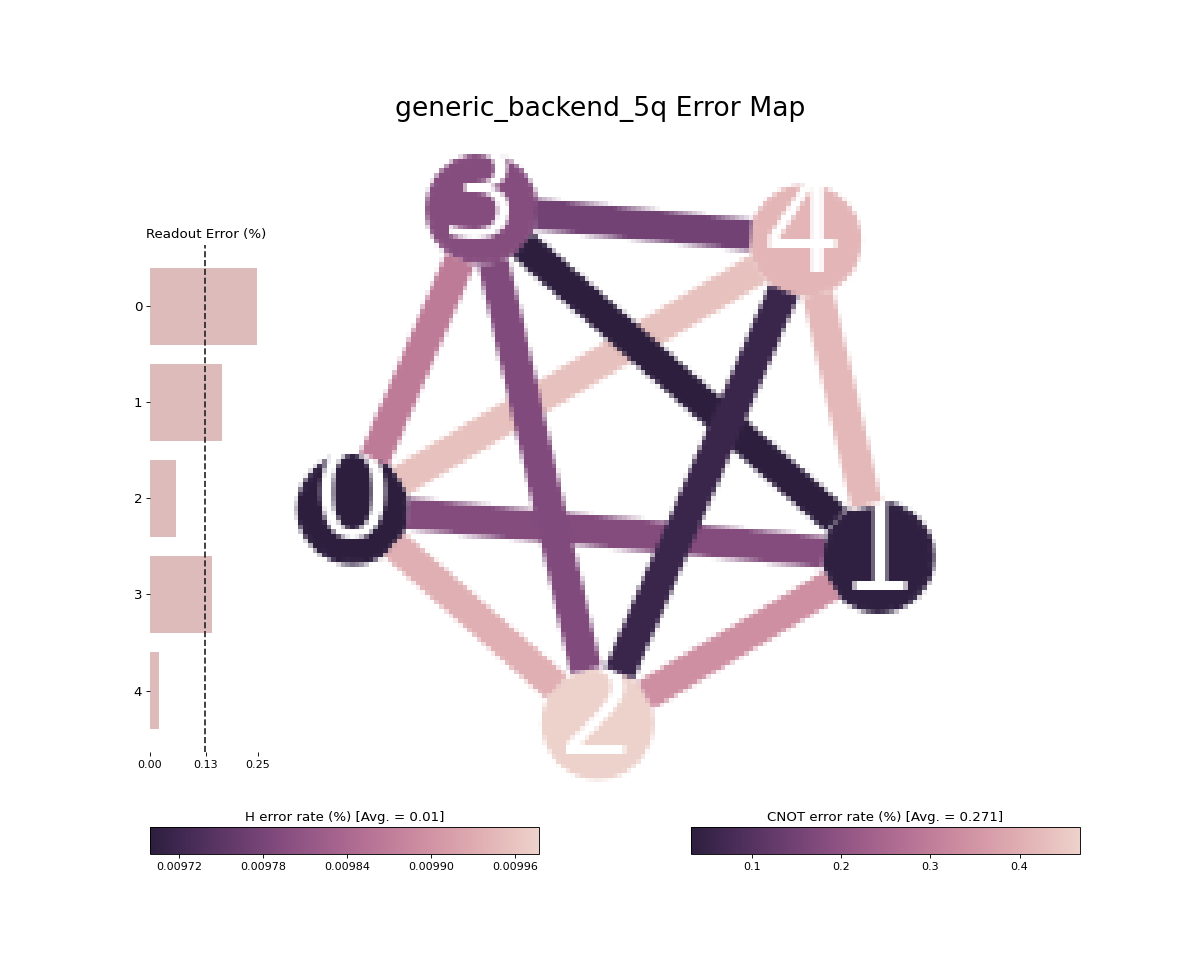 generic_backend_5q Error Map
3
4
Readout Error (%)
0
1
2
3
4
0
1
2
0.00 0.13 0.25
H error rate (%) [Avg. = 0.01]
0.00972 0.00978 0.00984 0.00990 0.00996
CNOT error rate (%) [Avg. = 0.271]
0.1 0.2 0.3 0.4